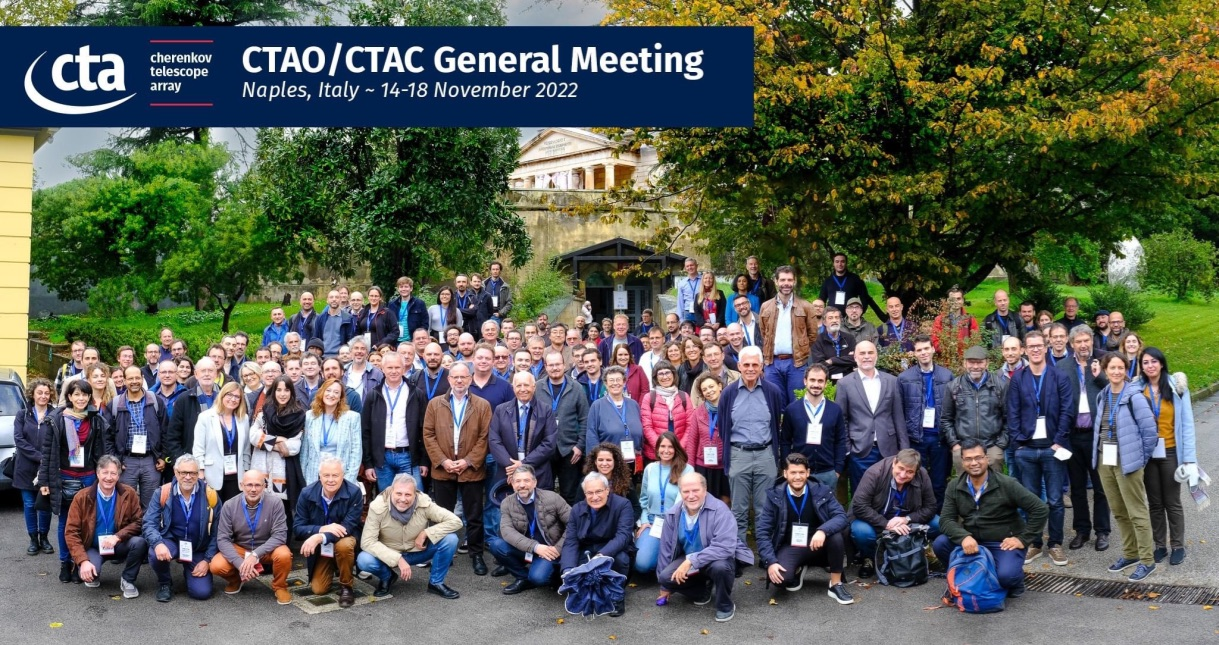 cta
cherenkov
telescope
array
CTAO/CTAC General Meeting
Naples, Italy ~ 14-18 November 2022